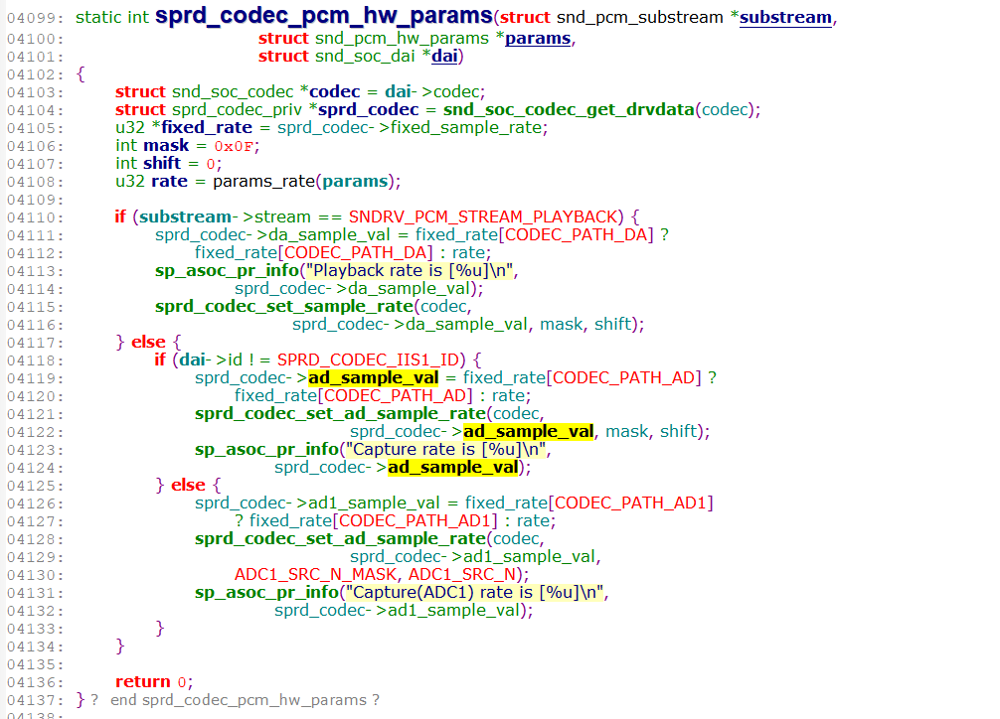 04099: static int sprd_codec_pcm_hw_params(struct snd_pcm_substream *substream,
04100: struct snd_pcm_hw_params *params,
04101: struct snd_soc_dai *dai)
04102: {
04103: struct snd_soc_codec *codec = dai->codec;
04104: struct sprd_codec_priv *sprd_codec = snd_soc_codec_get_drvdata(codec);
04105: u32 *fixed_rate = sprd_codec->fixed_sample_rate;
04106: int mask = 0x0F;
04107: int shift = 0;
04108: u32 rate = params_rate(params);
04109:
04110: if (substream->stream == SNDRV_PCM_STREAM_PLAYBACK) {
04111: sprd_codec->da_sample_val = fixed_rate[CODEC_PATH_DA] ?
04112: fixed_rate[CODEC_PATH_DA] : rate;
04113: sp_asoc_pr_info("Playback rate is [%u]\n",
04114: sprd_codec->da_sample_val);
04115: sprd_codec_set_sample_rate(codec,
04116: sprd_codec->da_sample_val, mask, shift);
04117: } else {
04118: if (dai->id != SPRD_CODEC_IIS1_ID) {
04119: sprd_codec->ad_sample_val = fixed_rate[CODEC_PATH_AD] ?
04120: fixed_rate[CODEC_PATH_AD] : rate;
04121: sprd_codec_set_ad_sample_rate(codec,
04122: sprd_codec->ad_sample_val, mask, shift);
04123: sp_asoc_pr_info("Capture rate is [%u]\n",
04124: sprd_codec->ad_sample_val);
04125: } else {
04126: sprd_codec->ad1_sample_val = fixed_rate[CODEC_PATH_AD1]
04127: ? fixed_rate[CODEC_PATH_AD1] : rate;
04128: sprd_codec_set_ad_sample_rate(codec,
04129: sprd_codec->ad1_sample_val,
04130: ADC1_SRC_N_MASK, ADC1_SRC_N);
04131: sp_asoc_pr_info("Capture(ADC1) rate is [%u]\n",
04132: sprd_codec->ad1_sample_val);
04133: }
04134: }
04135:
04136: return 0;
04137: } ? end sprd_codec_pcm_hw_params ?
04138: